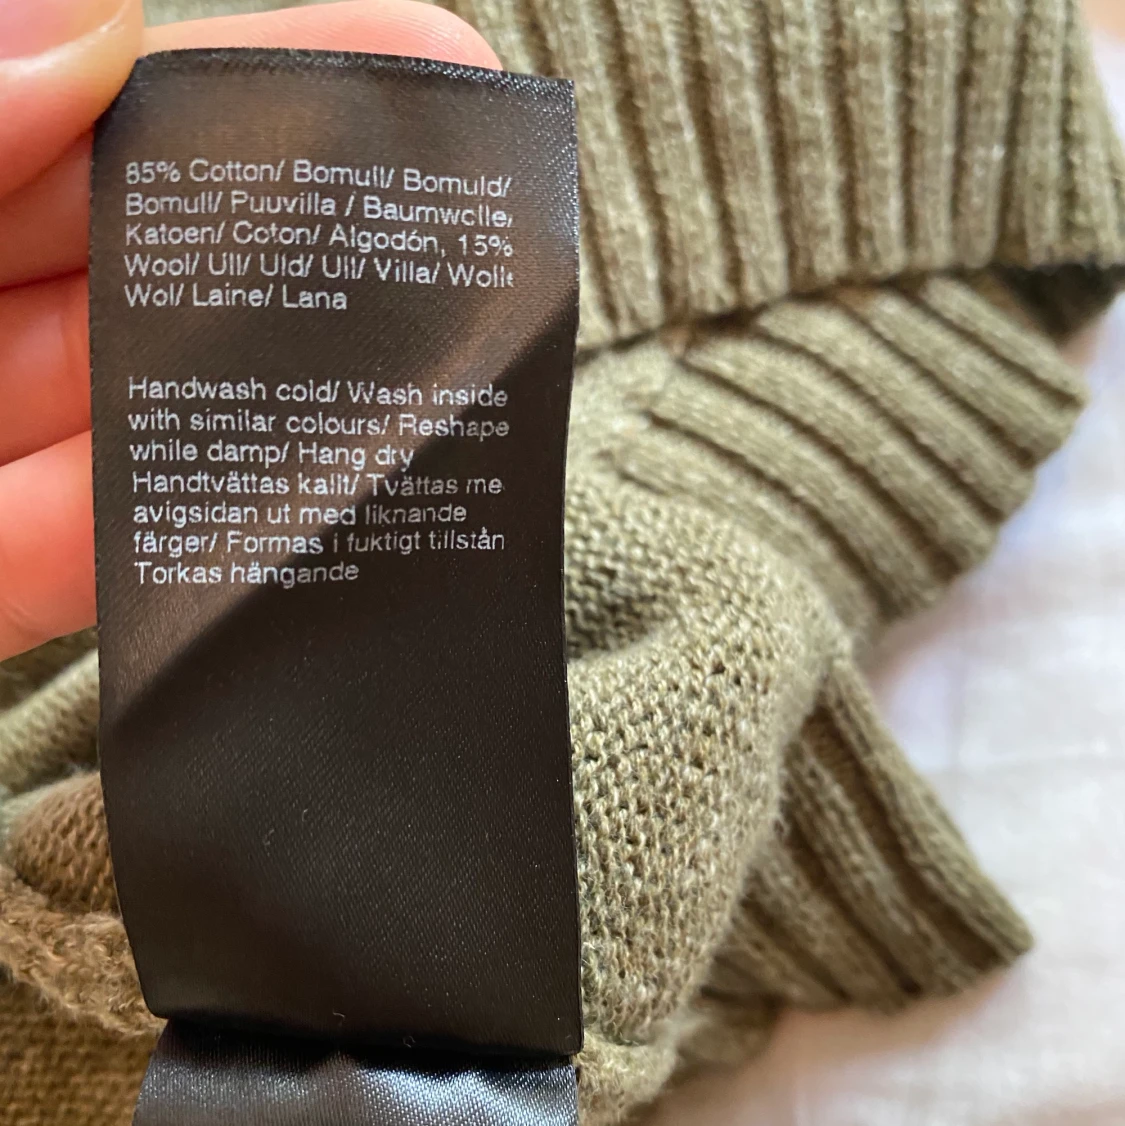 85% Cotton/ Bomull/ Bomuld/
Bomull/ Puuvilla / Baumwolle/
Katoen/ Coton/ Algodón, 15%
Wool/ Ull/ Uld/ Ull/ Villa/ Wolle
Wol/ Laine/ Lana
Handwash cold/ Wash inside
with similar colours/ Reshape
while damp/ Hang dry
Handtvättas kallt/ Tvättas me
avigsidan ut med liknande
färger/ Formas i fuktigt tillstån
Torkas hängande